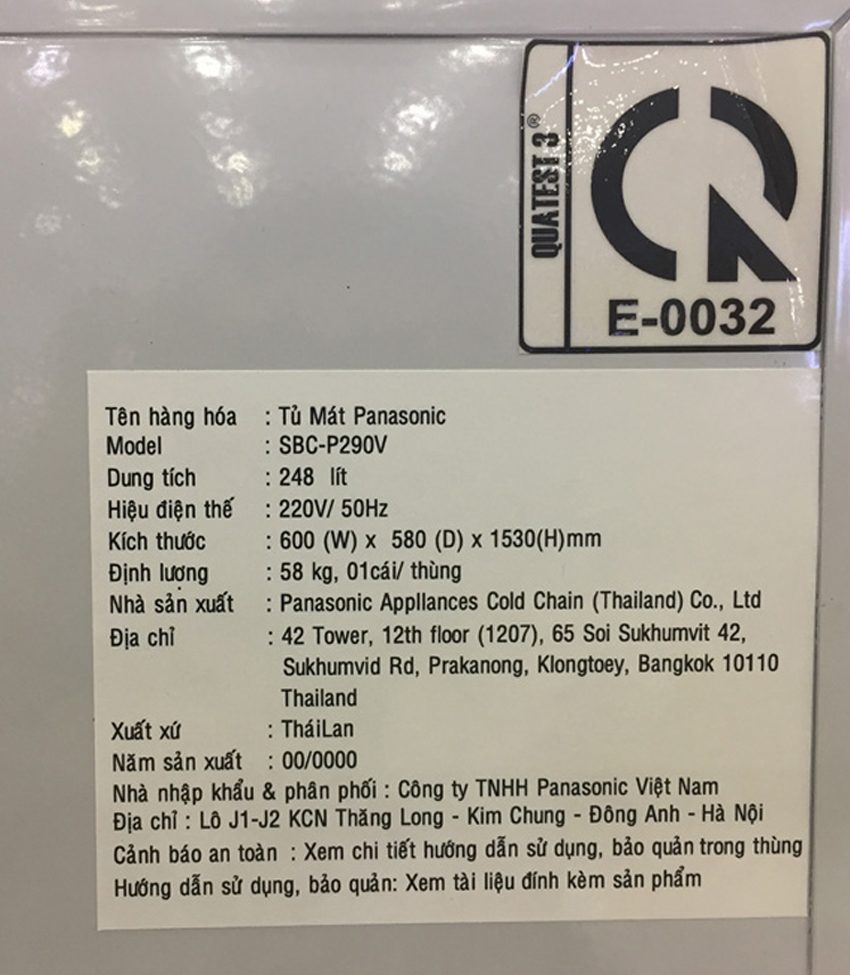 QUATEST 3®
E-0032
Tên hàng hóa : Tủ Mát Panasonic
Model : SBC-P290V
Dung tích : 248 lít
Hiệu điện thế : 220V/ 50Hz
Kích thước : 600 (W) x 580 (D) x 1530(H)mm
Định lượng : 58 kg, 01cái/ thùng
Nhà sản xuất : Panasonic Appllances Cold Chain (Thailand) Co., Ltd
Địa chỉ : 42 Tower, 12th floor (1207), 65 Soi Sukhumvit 42,
Sukhumvid Rd, Prakanong, Klongtoey, Bangkok 10110
Thailand
Xuất xứ : TháiLan
Năm sản xuất : 00/0000
Nhà nhập khẩu & phân phối : Công ty TNHH Panasonic Việt Nam
Địa chỉ : Lô J1-J2 KCN Thăng Long - Kim Chung - Đông Anh - Hà Nội
Cảnh báo an toàn : Xem chi tiết hướng dẫn sử dụng, bảo quản trong thùng
Hướng dẫn sử dụng, bảo quản: Xem tài liệu đính kèm sản phẩm